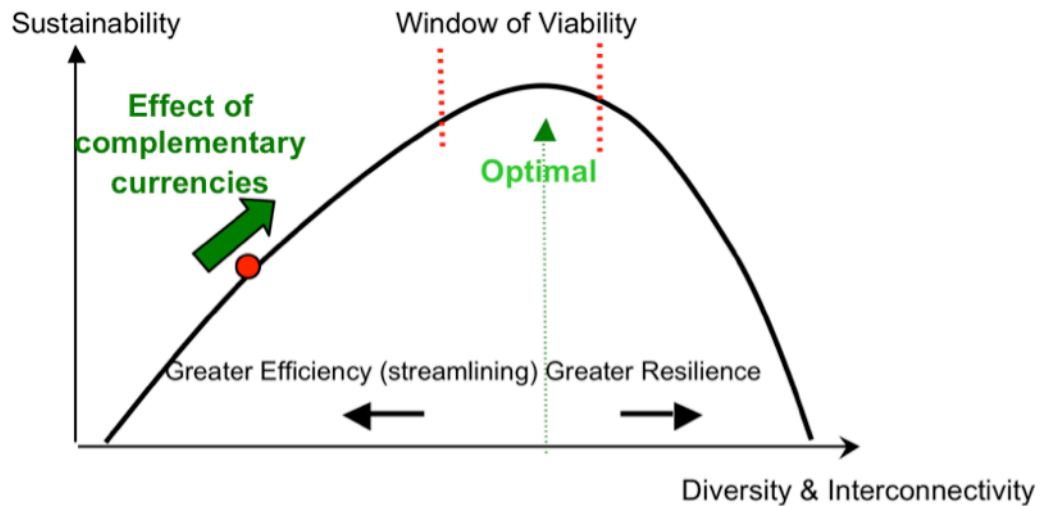 Sustainability
Window of Viability
Effect of
complementary
currencies
Optimal
Greater Efficiency (streamlining)
Greater Resilience
Diversity & Interconnectivity